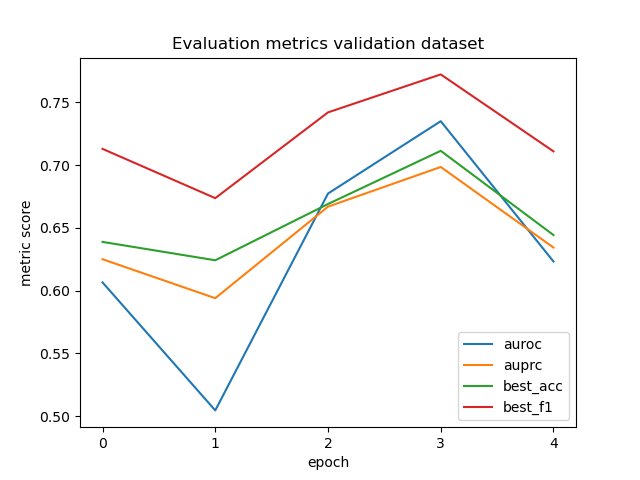 Evaluation metrics validation dataset
metric score
0.75
0.70
0.65
0.60
0.55
0.50
auroc
auprc
best_acc
best_f1
0 1 2 3 4
epoch